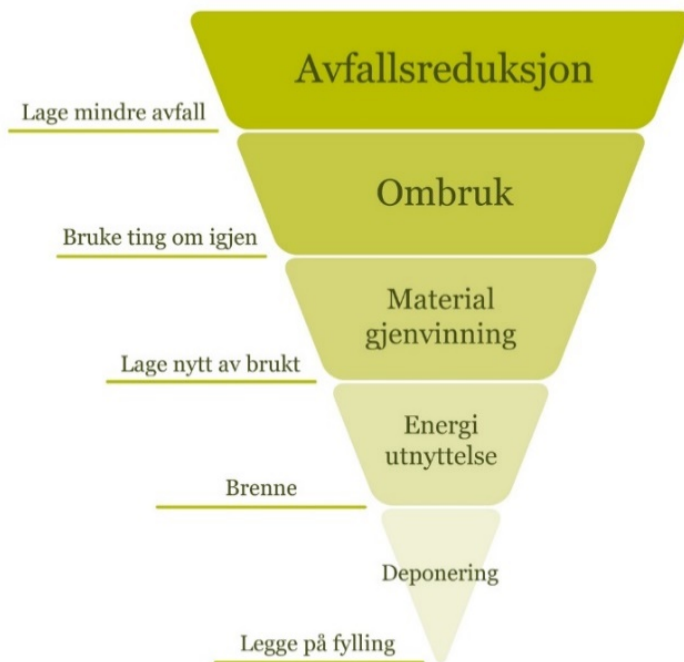 Avfallsreduksjon
Lage mindre avfall
Ombruk
Bruke ting om igjen
Material
gjenvinning
Lage nytt av brukt
Energi
utnyttelse
Brenne
Deponering
Legge på fylling